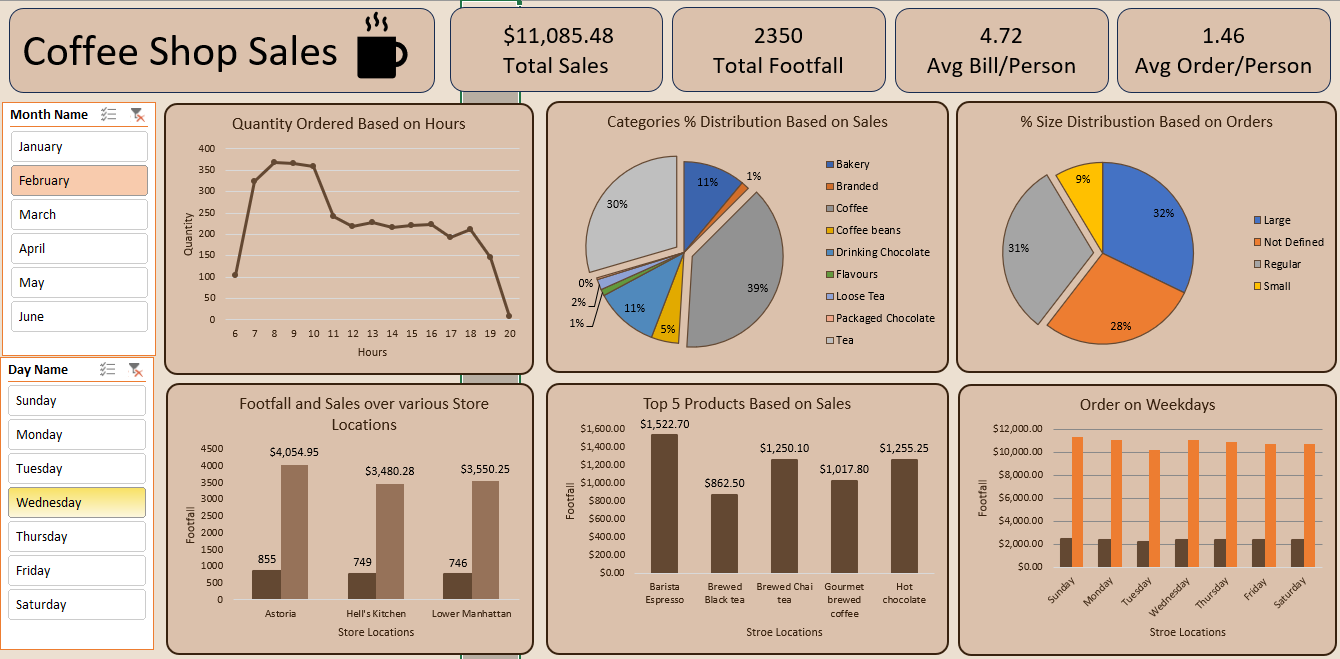 Coffee Shop Sales
$11,085.48
Total Sales
2350
Total Footfall
4.72
Avg Bill/Person
1.46
Avg Order/Person
Month Name
January
February
March
April
May
June
Day Name
Sunday
Monday
Tuesday
Wednesday
Thursday
Friday
Saturday
Quantity Ordered Based on Hours
Quantity
400
350
300
250
200
150
100
50
0
6 7 8 9 10 11 12 13 14 15 16 17 18 19 20
Hours
Categories % Distribution Based on Sales
11%
1%
39%
5%
11%
1%
2%
0%
30%
Bakery
Branded
Coffee
Coffee beans
Drinking Chocolate
Flavours
Loose Tea
Packaged Chocolate
Tea
% Size Distribustion Based on Orders
32%
28%
31%
9%
Large
Not Defined
Regular
Small
Footfall and Sales over various Store
Locations
Footfall
4500
4000
3500
3000
2500
2000
1500
1000
500
0
855
$4,054.95
749
$3,480.28
746
$3,550.25
Astoria
Hell's Kitchen
Lower Manhattan
Store Locations
Top 5 Products Based on Sales
Footfall
$1,600.00
$1,400.00
$1,200.00
$1,000.00
$800.00
$600.00
$400.00
$200.00
$0.00
$1,522.70
$862.50
$1,250.10
$1,017.80
$1,255.25
Barista
Espresso
Brewed
Black tea
Brewed Chai
tea
Gourmet
brewed
coffee
Hot
chocolate
Stroe Locations
Order on Weekdays
Footfall
$12,000.00
$10,000.00
$8,000.00
$6,000.00
$4,000.00
$2,000.00
$0.00
Sunday
Monday
Tuesday
Wednesday
Thursday
Friday
Saturday
Stroe Locations